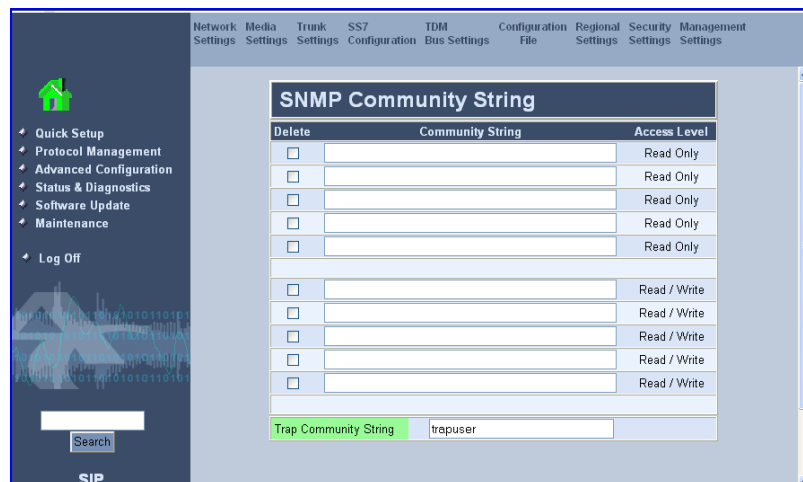 Network Settings Media Settings Trunk Settings SS7 Configuration TDM Bus Settings Configuration File Regional Settings Security Settings Management Settings
Quick Setup
Protocol Management
Advanced Configuration
Status & Diagnostics
Software Update
Maintenance
Log Off
Search
SIP
SNMP Community String
Delete Community String Access Level
Read Only
Read Only
Read Only
Read Only
Read Only
Read / Write
Read / Write
Read / Write
Read / Write
Read / Write
Trap Community String trapuser